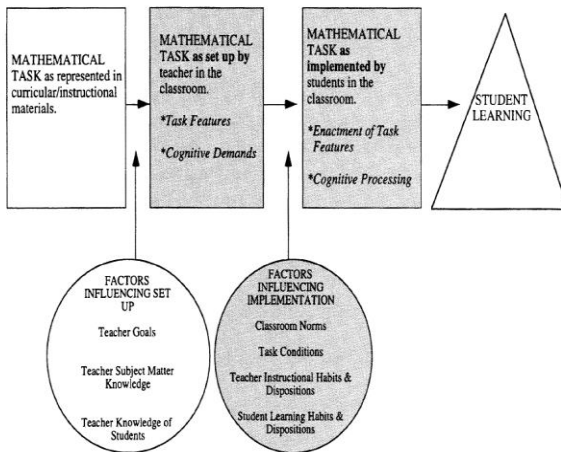 MATHEMATICAL
TASK as represented in
curricular/instructional
materials.
MATHEMATICAL
TASK as set up by
teacher in the
classroom.
*Task Features
*Cognitive Demands
MATHEMATICAL
TASK as
implemented by
students in the
classroom.
*Enactment of Task
Features
*Cognitive Processing
STUDENT
LEARNING
FACTORS
INFLUENCING SET
UP
Teacher Goals
Teacher Subject Matter
Knowledge
Teacher Knowledge of
Students
FACTORS
INFLUENCING
IMPLEMENTATION
Classroom Norms
Task Conditions
Teacher Instructional Habits &
Dispositions
Student Learning Habits &
Dispositions